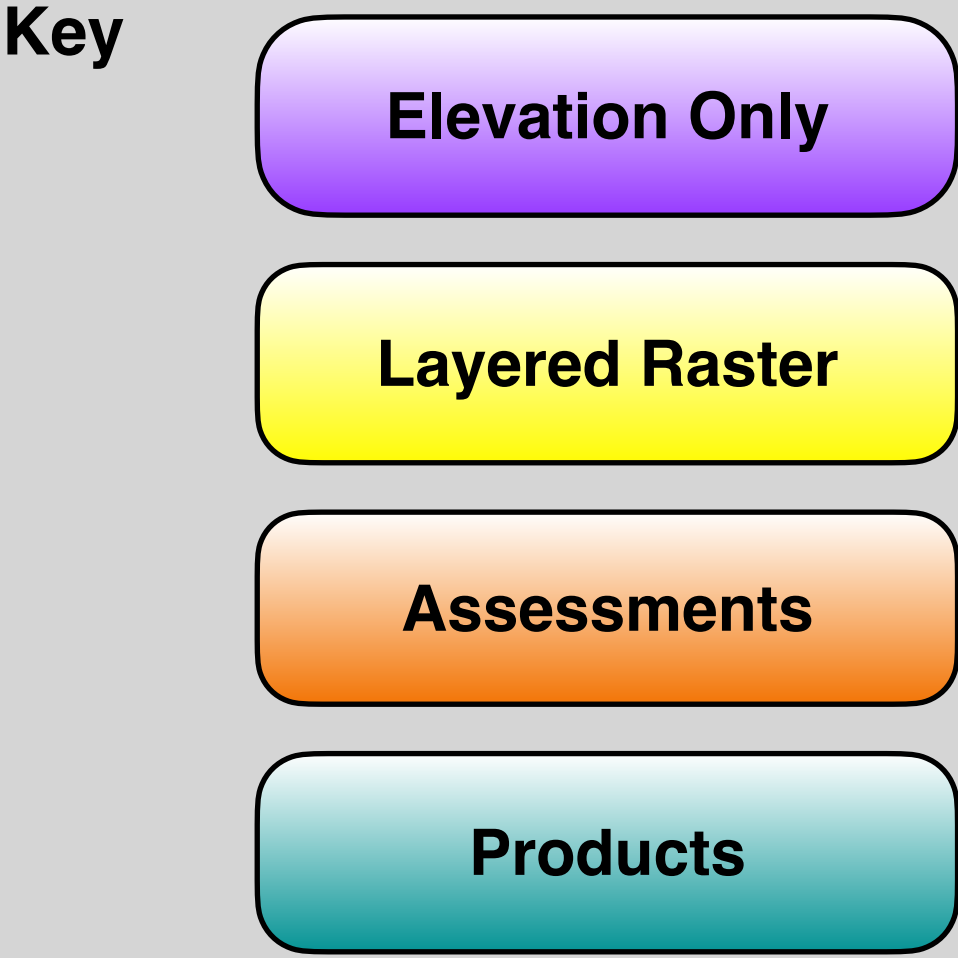 Key
Elevation Only
Layered Raster
Assessments
Products